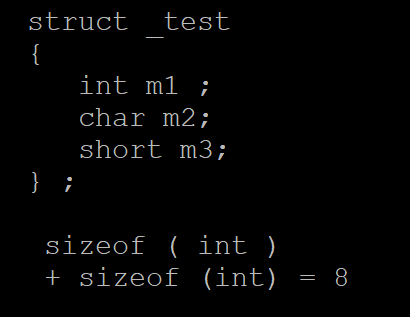 struct _test
{
int m1 ;
char m2;
short m3;
} ;
sizeof ( int )
+ sizeof (int) = 8